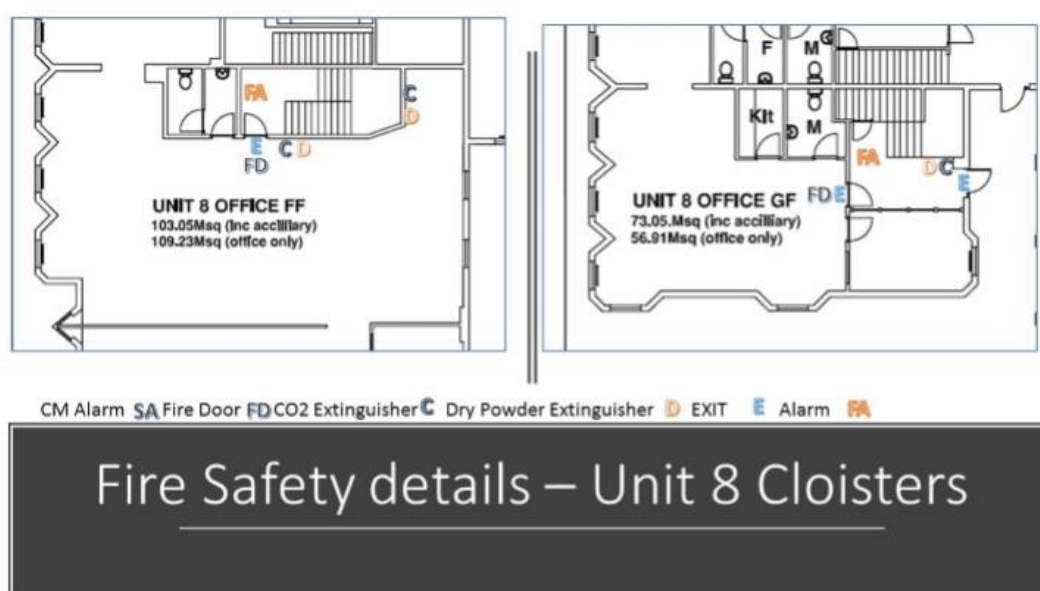 FA
C
D
E
C D
FD
UNIT 8 OFFICE FF
103.05Msq (inc accilliary)
109.23Msq (office only)
F
M
Kit
M
FA
D C
E
FD E
UNIT 8 OFFICE GF
73.05.Msq (inc accilliary)
56.91Msq (office only)
CM Alarm SA Fire Door FD CO2 Extinguisher C Dry Powder Extinguisher D EXIT E Alarm FA
Fire Safety details – Unit 8 Cloisters